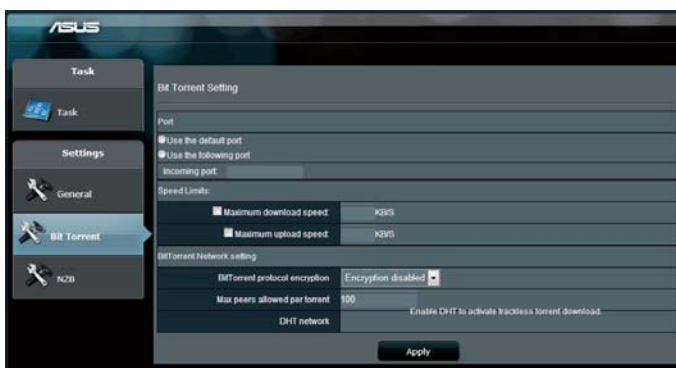 ASUS
Task
Task
Settings
General
Bit Torrent
NZB
Bit Torrent Setting
Port
Use the default port
Use the following port
Incoming port:
Speed Limits:
Maximum download speed: KB/S
Maximum upload speed: KB/S
BitTorrent Network setting
BitTorrent protocol encryption Encryption disabled
Max peers allowed per torrent 100
DHT network Enable DHT to activate trackless torrent download.
Apply